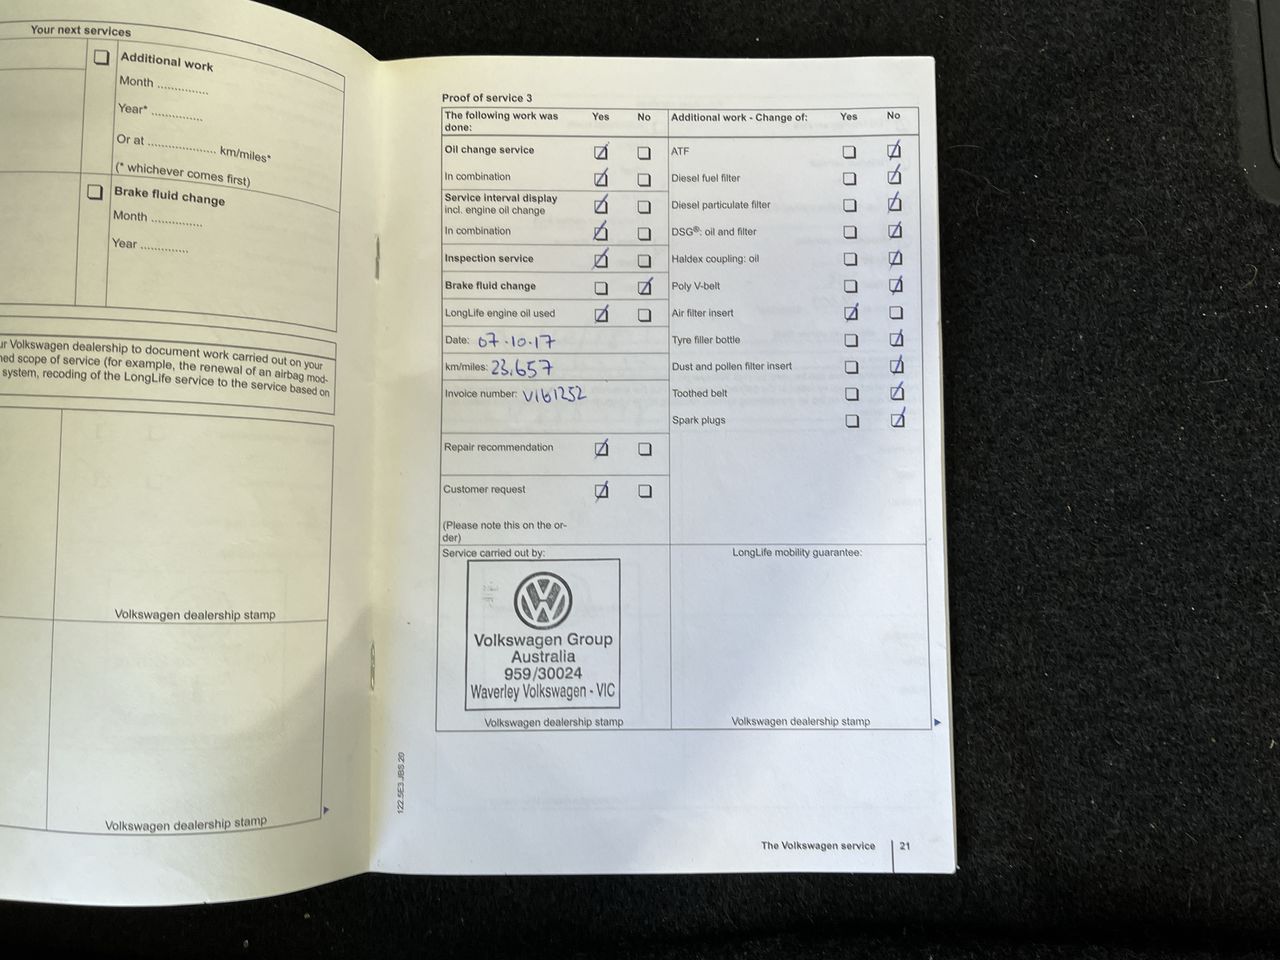 Your next services
Additional work
Month ..............
Year* ..............
Or at ................... km/miles*
(* whichever comes first)
Brake fluid change
Month .............
Year .............
ur Volkswagen dealership to document work carried out on your
ned scope of service (for example, the renewal of an airbag mod-
system, recoding of the LongLife service to the service based on
Volkswagen dealership stamp
Volkswagen dealership stamp
Proof of service 3
The following work was done: Yes No
Oil change service
In combination
Service interval display
incl. engine oil change
In combination
Inspection service
Brake fluid change
LongLife engine oil used
Date: 07.10.17
km/miles: 23.657
Invoice number: V161252
Repair recommendation
Customer request
(Please note this on the or-
der)
Additional work - Change of: Yes No
ATF
Diesel fuel filter
Diesel particulate filter
DSG®: oil and filter
Haldex coupling: oil
Poly V-belt
Air filter insert
Tyre filler bottle
Dust and pollen filter insert
Toothed belt
Spark plugs
Service carried out by:
Volkswagen Group
Australia
959/30024
Waverley Volkswagen - VIC
Volkswagen dealership stamp
LongLife mobility guarantee:
Volkswagen dealership stamp
122.5E3.JBS.20
The Volkswagen service 21